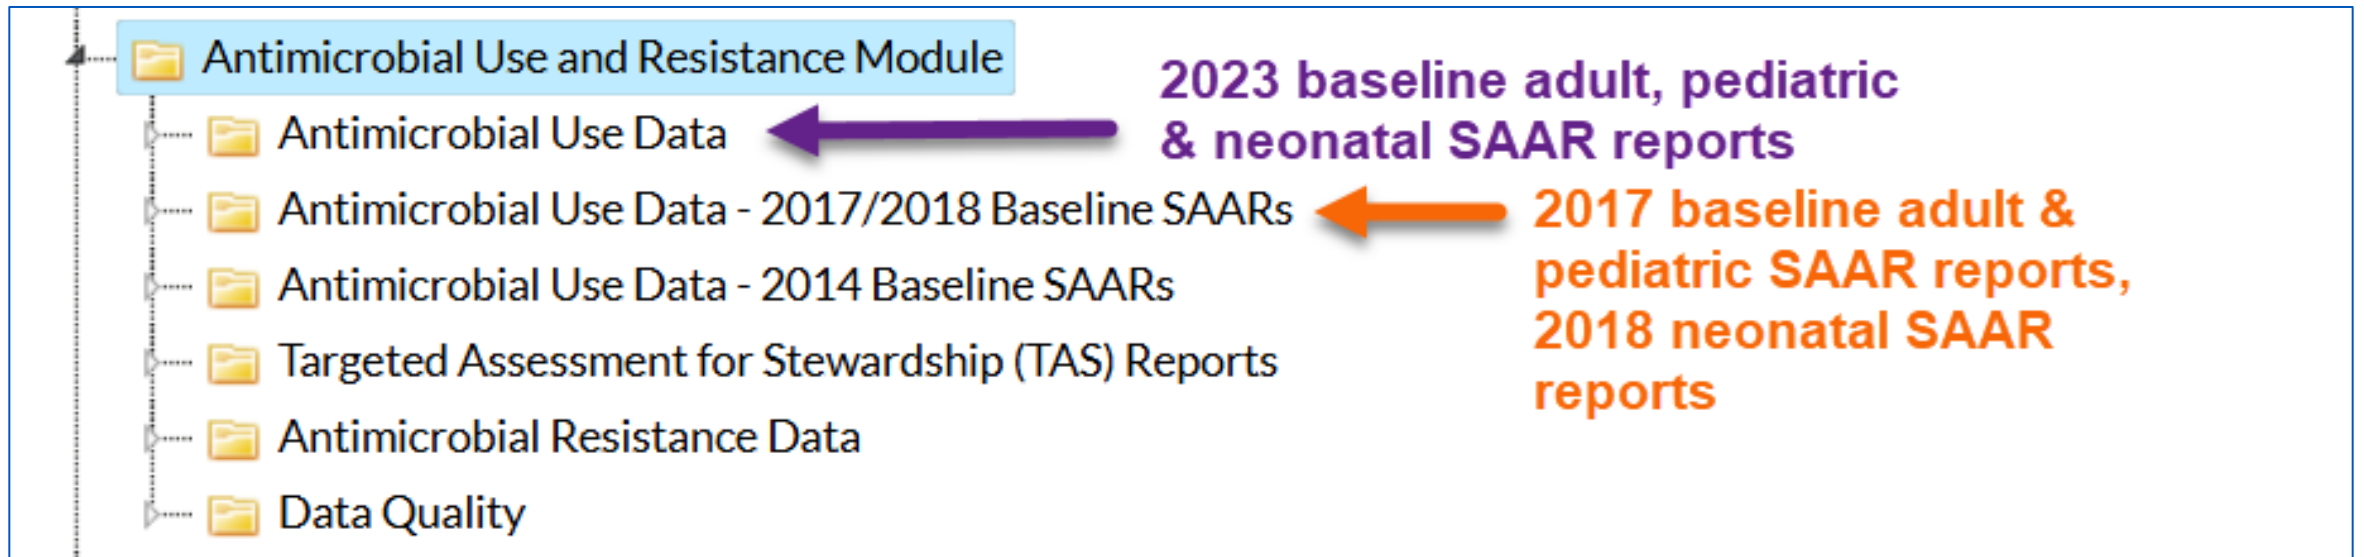 Antimicrobial Use and Resistance Module
Antimicrobial Use Data
2023 baseline adult, pediatric
& neonatal SAAR reports
Antimicrobial Use Data - 2017/2018 Baseline SAARs
2017 baseline adult &
pediatric SAAR reports,
2018 neonatal SAAR
reports
Antimicrobial Use Data - 2014 Baseline SAARs
Targeted Assessment for Stewardship (TAS) Reports
Antimicrobial Resistance Data
Data Quality